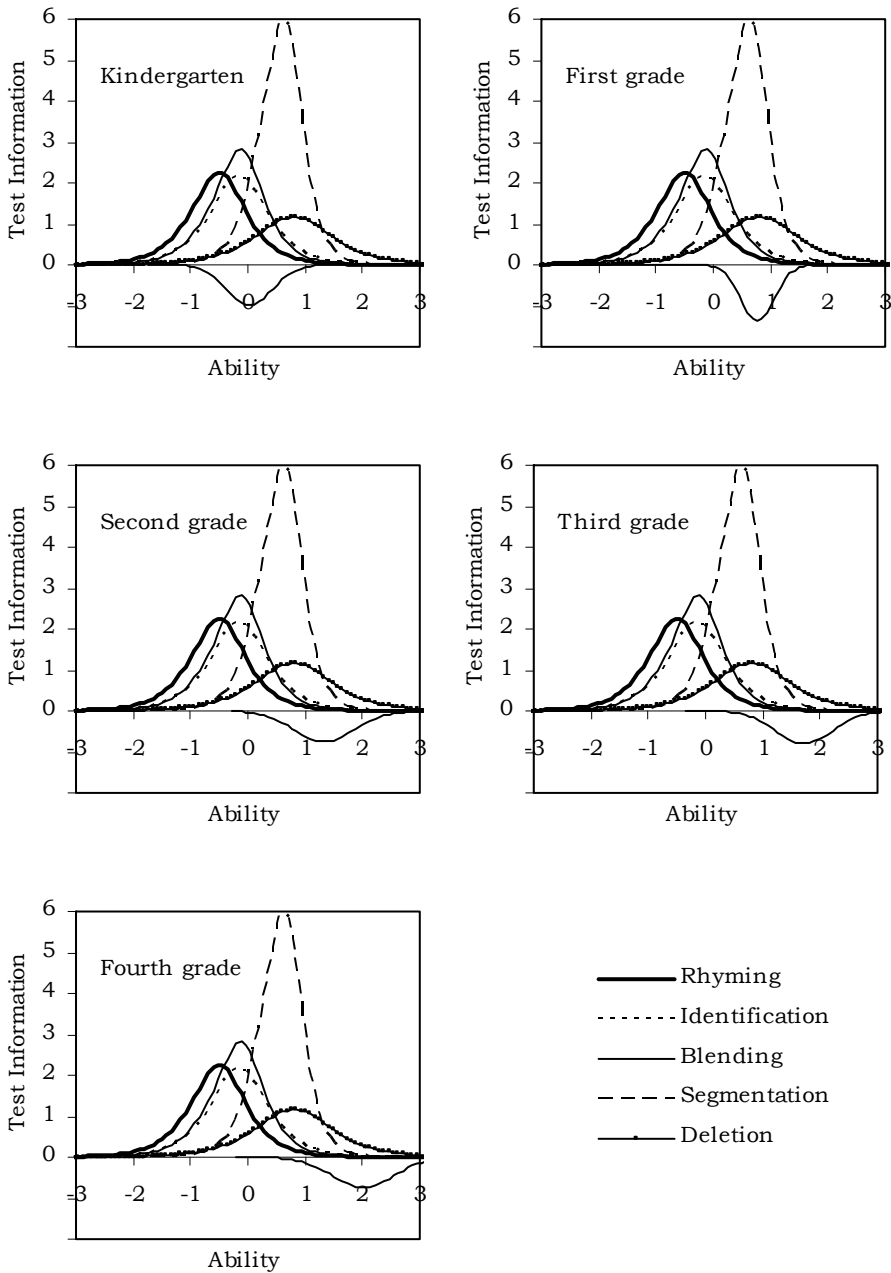 6
5
4
3
2
1
0
Test Information
Kindergarten
-3 -2 -1 0 1 2 3
Ability
6
5
4
3
2
1
0
Test Information
First grade
-3 -2 -1 0 1 2 3
Ability
6
5
4
3
2
1
0
Test Information
Second grade
-3 -2 -1 0 1 2 3
Ability
6
5
4
3
2
1
0
Test Information
Third grade
-3 -2 -1 0 1 2 3
Ability
6
5
4
3
2
1
0
Test Information
Fourth grade
-3 -2 -1 0 1 2 3
Ability
Rhyming
Identification
Blending
Segmentation
Deletion